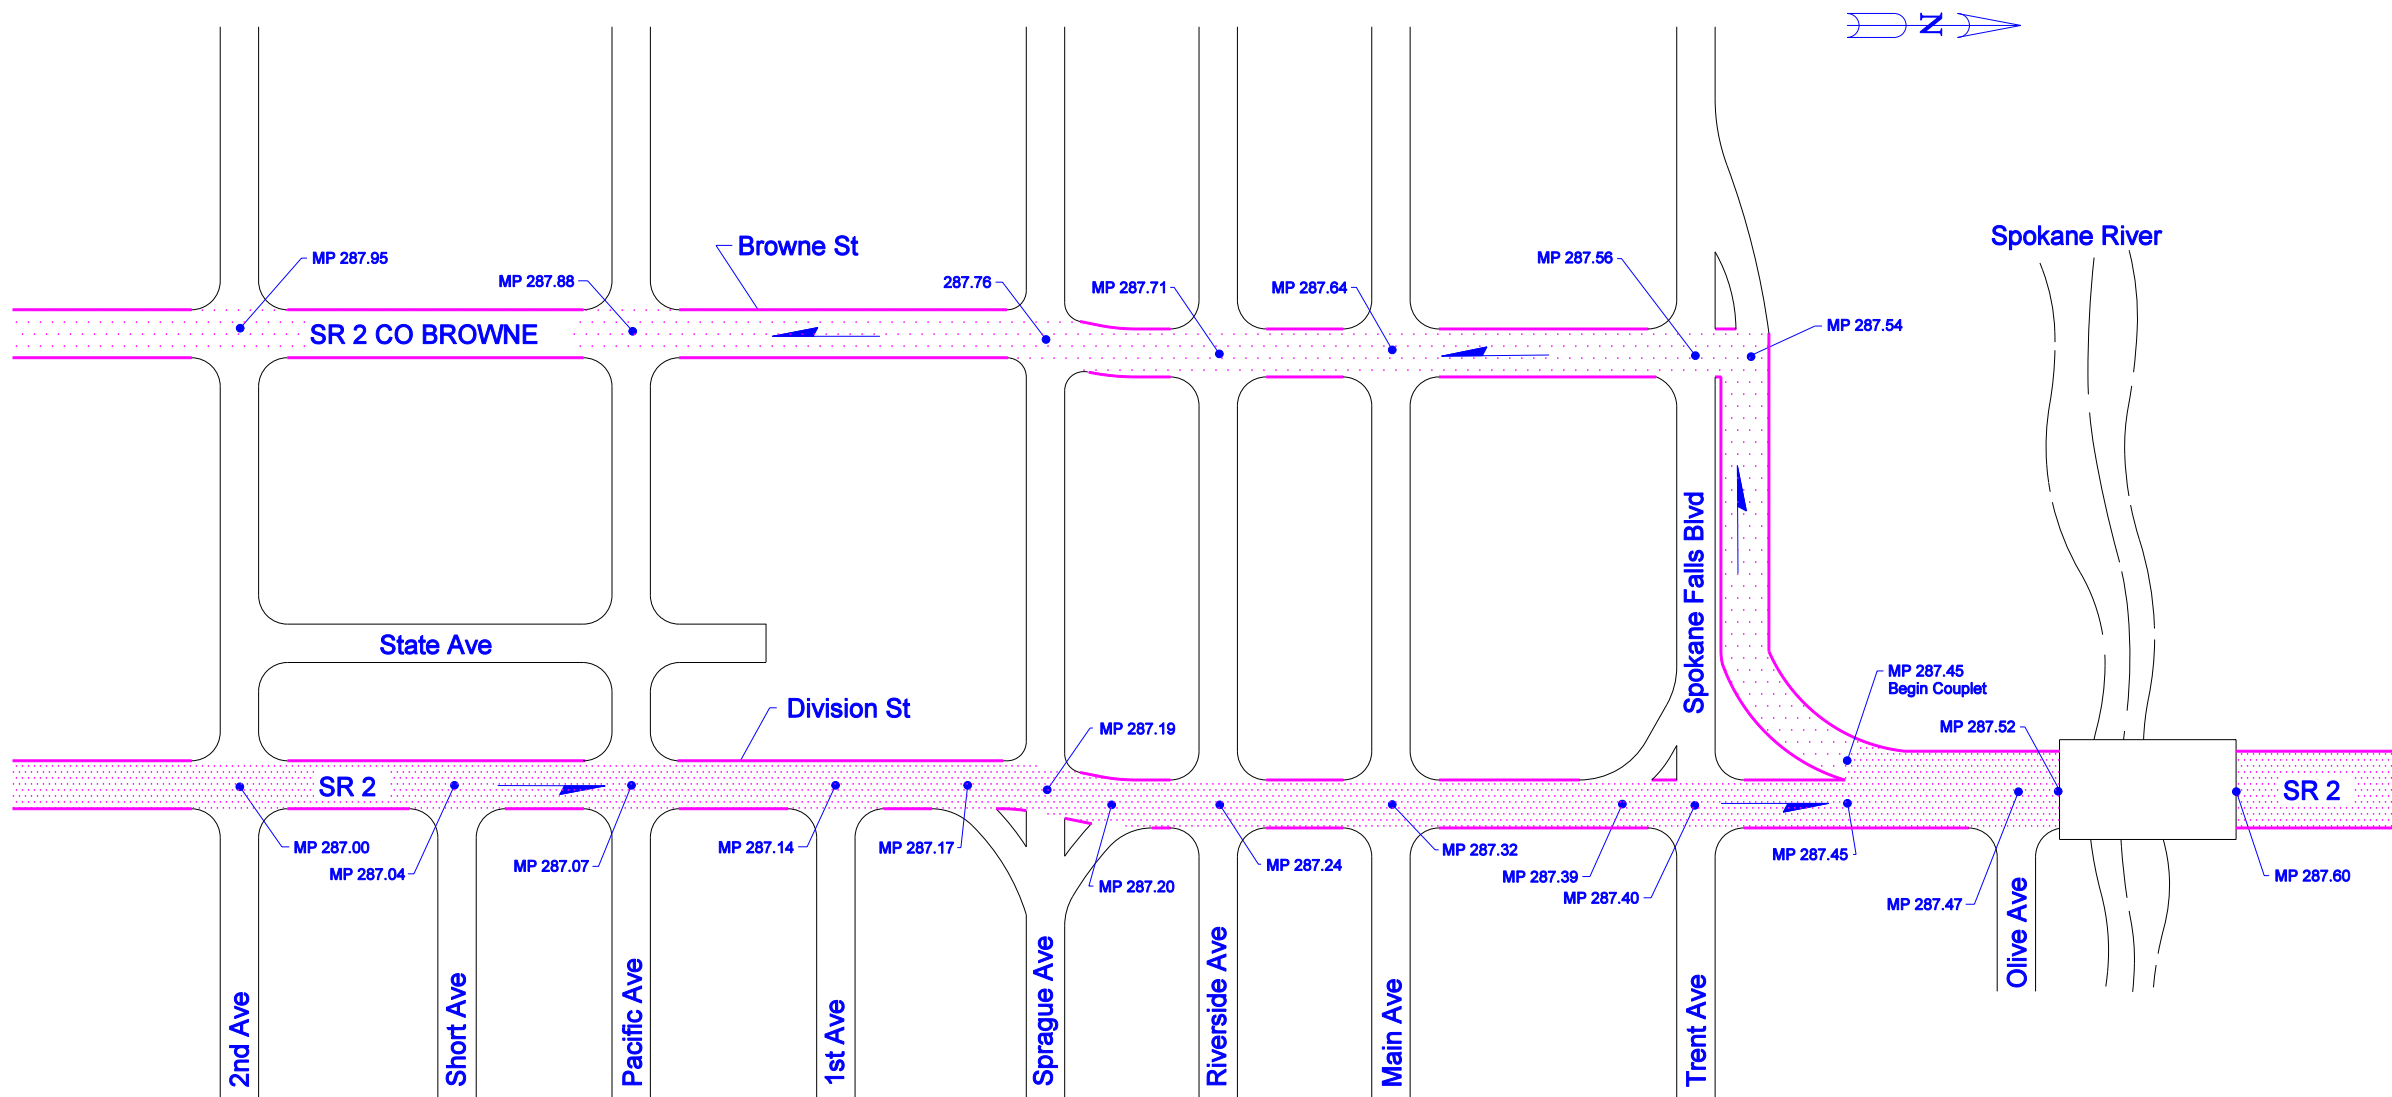 N
Spokane River
Browne St
MP 287.95
MP 287.88
287.76
MP 287.71
MP 287.64
MP 287.56
MP 287.54
SR 2 CO BROWNE
Spokane Falls Blvd
State Ave
MP 287.45
Begin Couplet
Division St
MP 287.19
MP 287.52
SR 2
SR 2
MP 287.00
MP 287.04
MP 287.07
MP 287.14
MP 287.17
MP 287.20
MP 287.24
MP 287.32
MP 287.39
MP 287.40
MP 287.45
MP 287.47
MP 287.60
2nd Ave
Short Ave
Pacific Ave
1st Ave
Sprague Ave
Riverside Ave
Main Ave
Trent Ave
Olive Ave